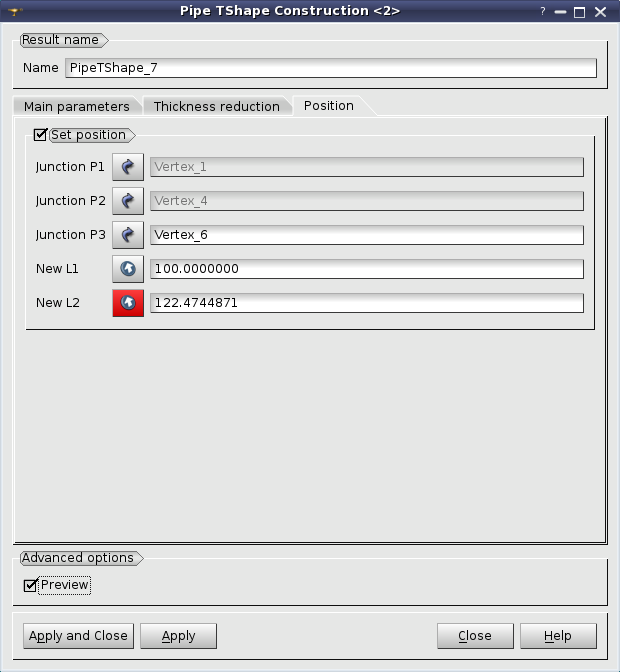 Pipe TShape Construction <2>
?
Result name
Name PipeTShape_7
Main parameters Thickness reduction Position
Set position
Junction P1 Vertex_1
Junction P2 Vertex_4
Junction P3 Vertex_6
New L1 100.0000000
New L2 122.4744871
Advanced options
Preview
Apply and Close Apply Close Help